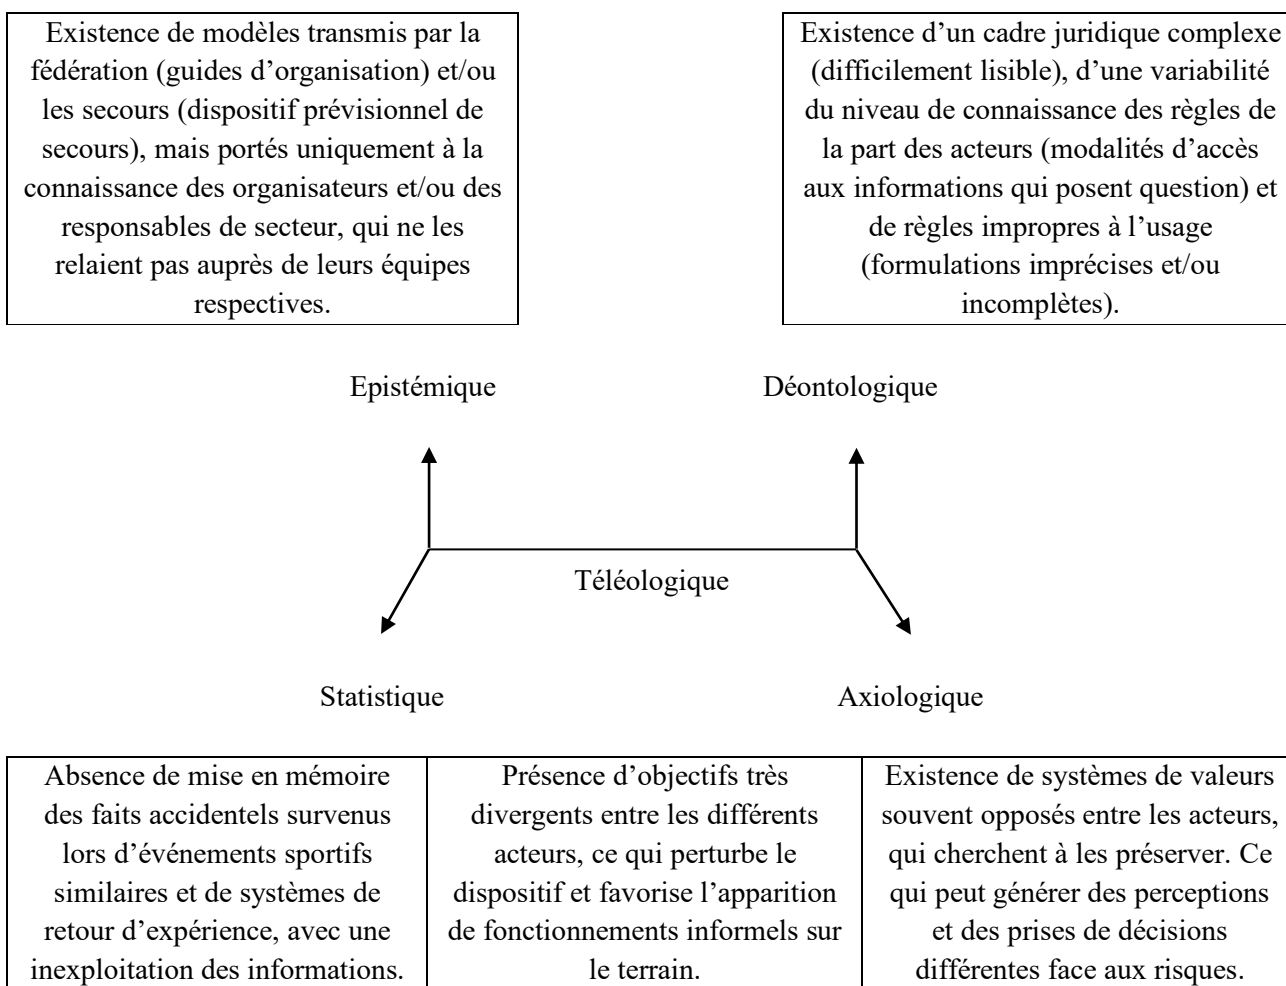 Existence de modèles transmis par la
fédération (guides d’organisation) et/ou
les secours (dispositif prévisionnel de
secours), mais portés uniquement à la
connaissance des organisateurs et/ou des
responsables de secteur, qui ne les
relaient pas auprès de leurs équipes
respectives.
Existence d’un cadre juridique complexe
(difficilement lisible), d’une variabilité
du niveau de connaissance des règles de
la part des acteurs (modalités d’accès
aux informations qui posent question) et
de règles impropres à l’usage
(formulations imprécises et/ou
incomplètes).
Epistémique
Déontologique
Téléologique
Statistique
Axiologique
Absence de mise en mémoire
des faits accidentels survenus
lors d’événements sportifs
similaires et de systèmes de
retour d’expérience, avec une
inexploitation des informations.
Présence d’objectifs très
divergents entre les différents
acteurs, ce qui perturbe le
dispositif et favorise l’apparition
de fonctionnements informels sur
le terrain.
Existence de systèmes de valeurs
souvent opposés entre les acteurs,
qui cherchent à les préserver. Ce
qui peut générer des perceptions
et des prises de décisions
différentes face aux risques.